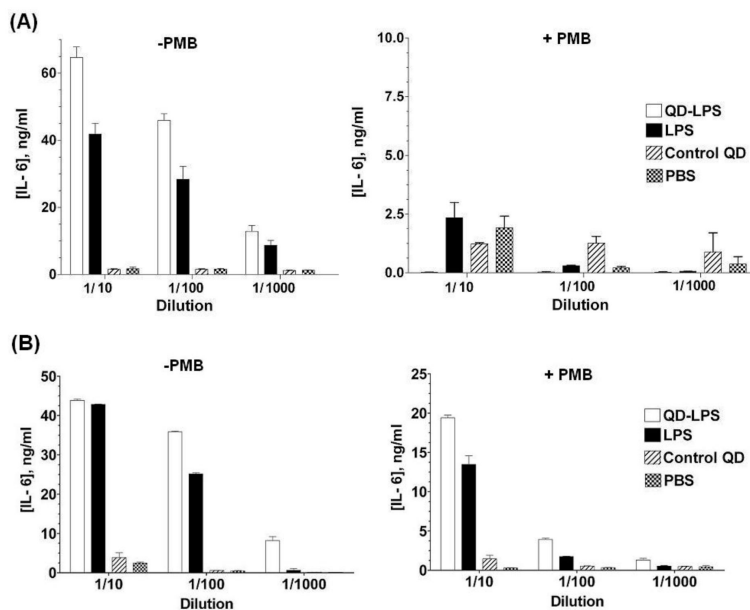 (A)
-PMB
[IL- 6], ng/ml
60
40
20
0
1/10
1/100
1/1000
Dilution
+ PMB
[IL- 6], ng/ml
10.0
7.5
5.0
2.5
0.0
1/10
1/100
1/1000
Dilution
QD-LPS
LPS
Control QD
PBS
(B)
-PMB
[IL- 6], ng/ml
50
40
30
20
10
0
1/10
1/100
1/1000
Dilution
+ PMB
[IL- 6], ng/ml
25
20
15
10
5
0
1/10
1/100
1/1000
Dilution
QD-LPS
LPS
Control QD
PBS